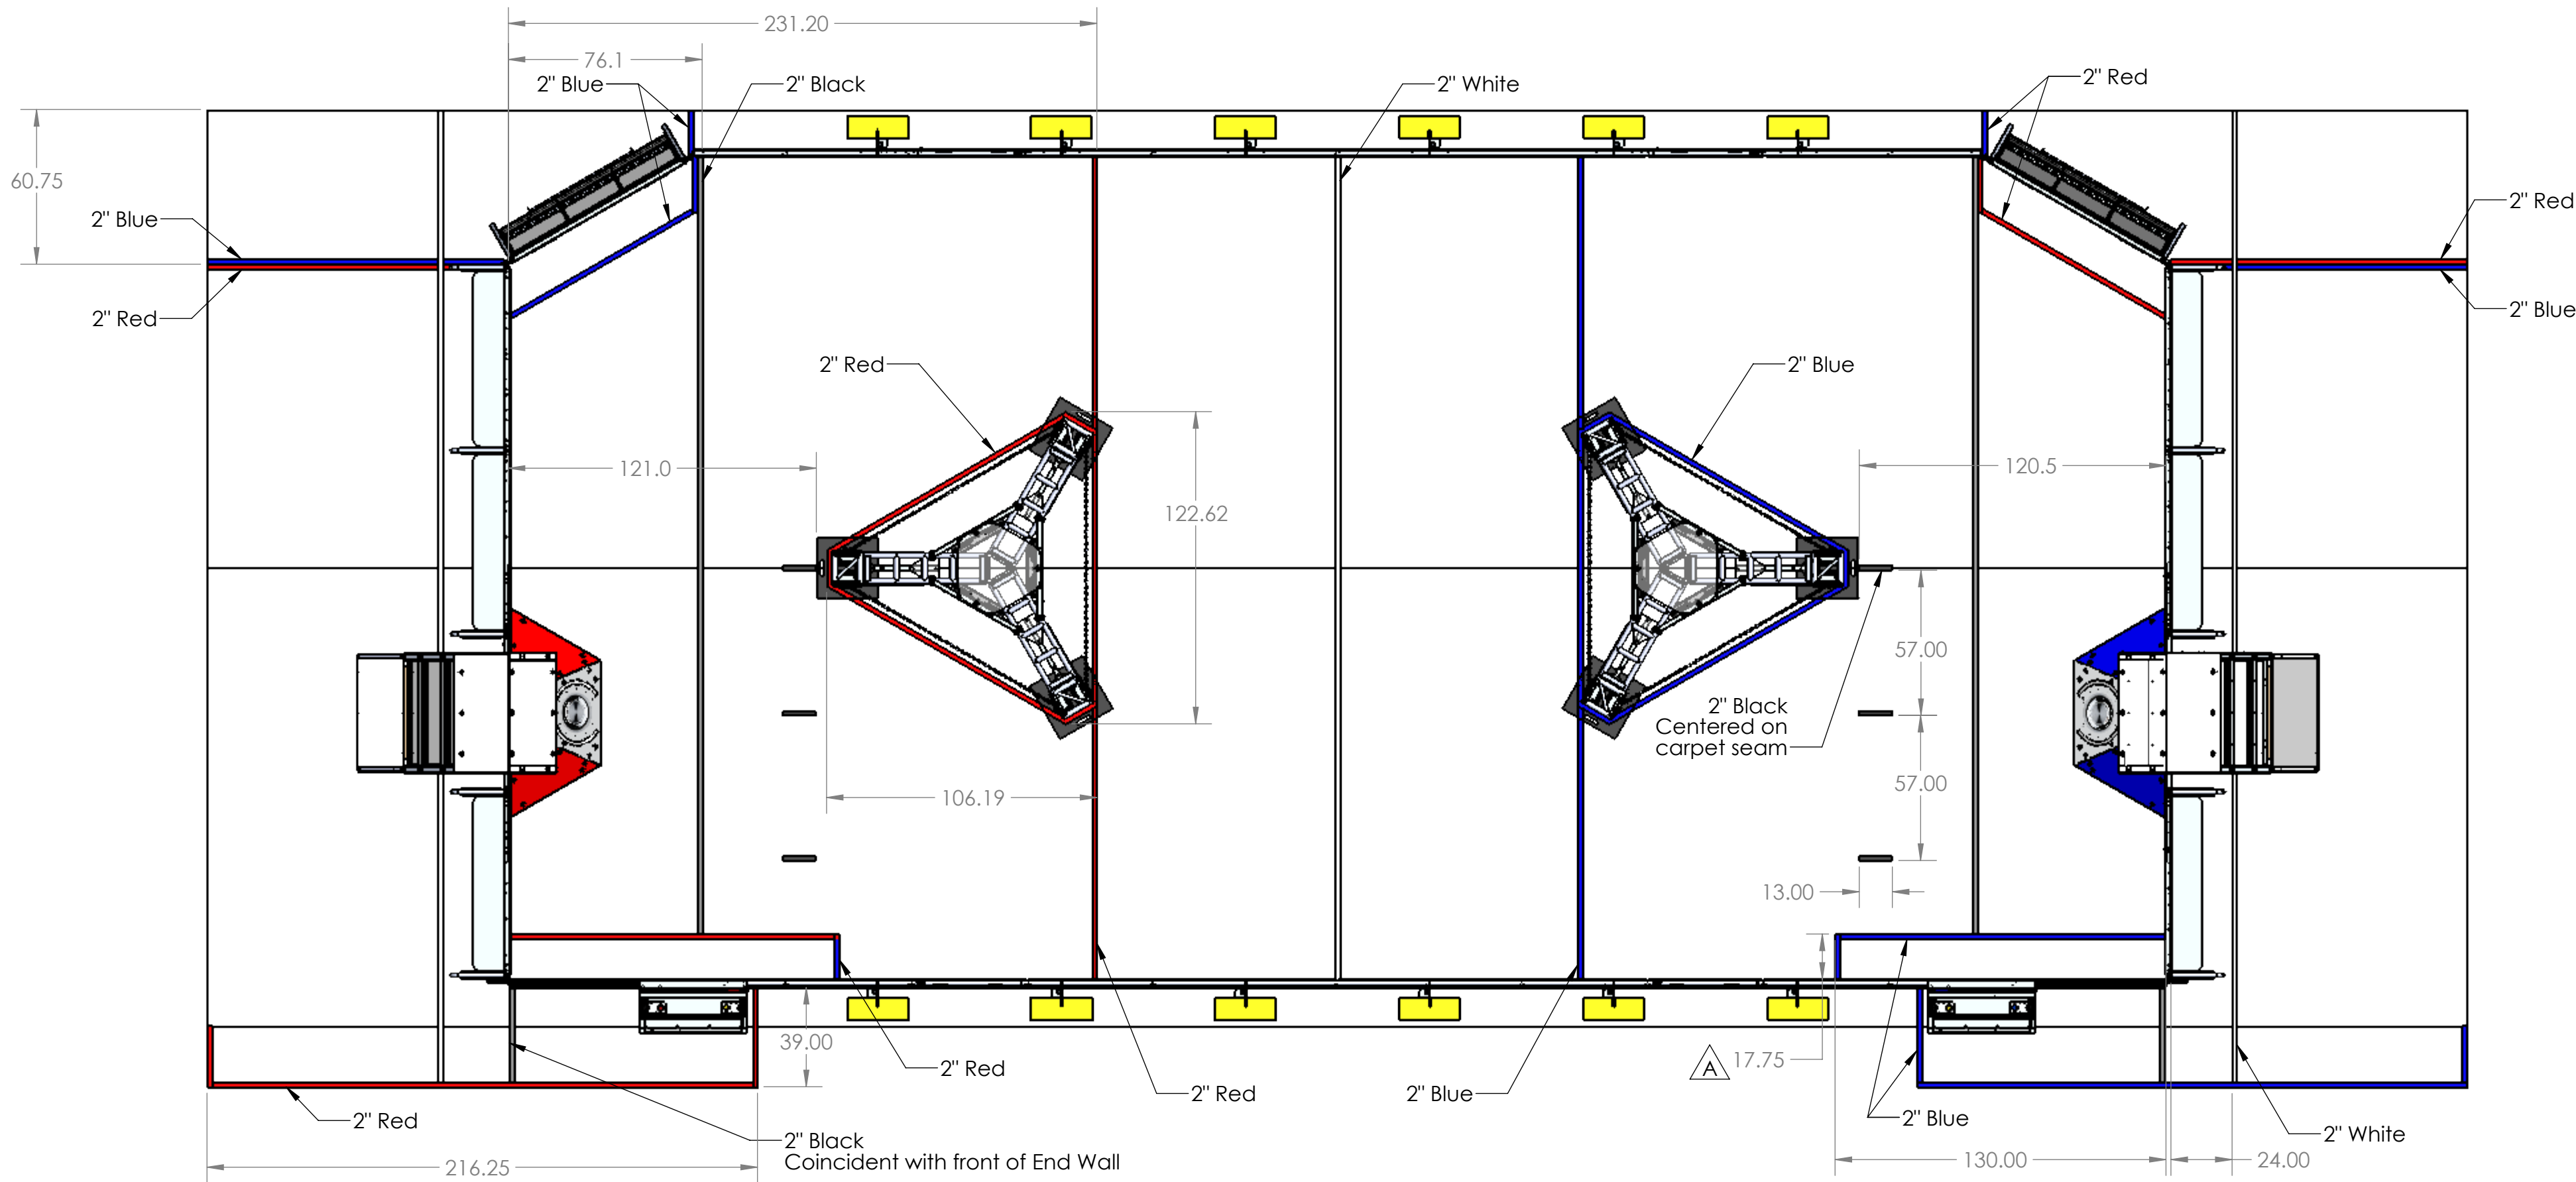 231.20
76.1
2" Blue
2" Black
2" White
2" Red
60.75
2" Blue
2" Red
2" Red
2" Blue
2" Red
2" Blue
121.0
120.5
122.62
57.00
2" Black
Centered on
carpet seam
57.00
106.19
13.00
39.00
A 17.75
2" Red
2" Red
2" Blue
2" Red
2" Blue
2" Black
Coincident with front of End Wall
2" White
216.25
130.00
24.00